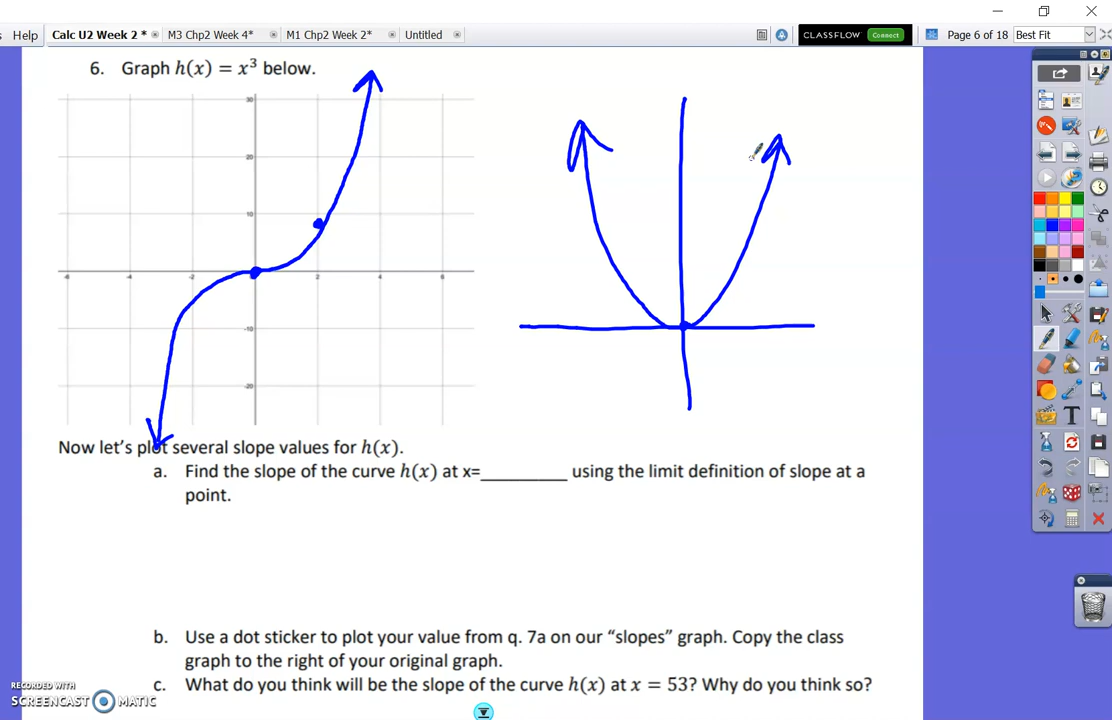 Help Calc U2 Week 2 * M3 Chp2 Week 4* M1 Chp2 Week 2* Untitled CLASSFLOW Connect Page 6 of 18 Best Fit
6. Graph h(x) = x³ below.
30
20
10
-6 -4 -2 0 2 4 6
-10
-20
Now let's plot several slope values for h(x).
a. Find the slope of the curve h(x) at x=_________ using the limit definition of slope at a
point.
b. Use a dot sticker to plot your value from q. 7a on our "slopes" graph. Copy the class
graph to the right of your original graph.
c. What do you think will be the slope of the curve h(x) at x = 53? Why do you think so?
RECORDED WITH
SCREENCAST MATIC